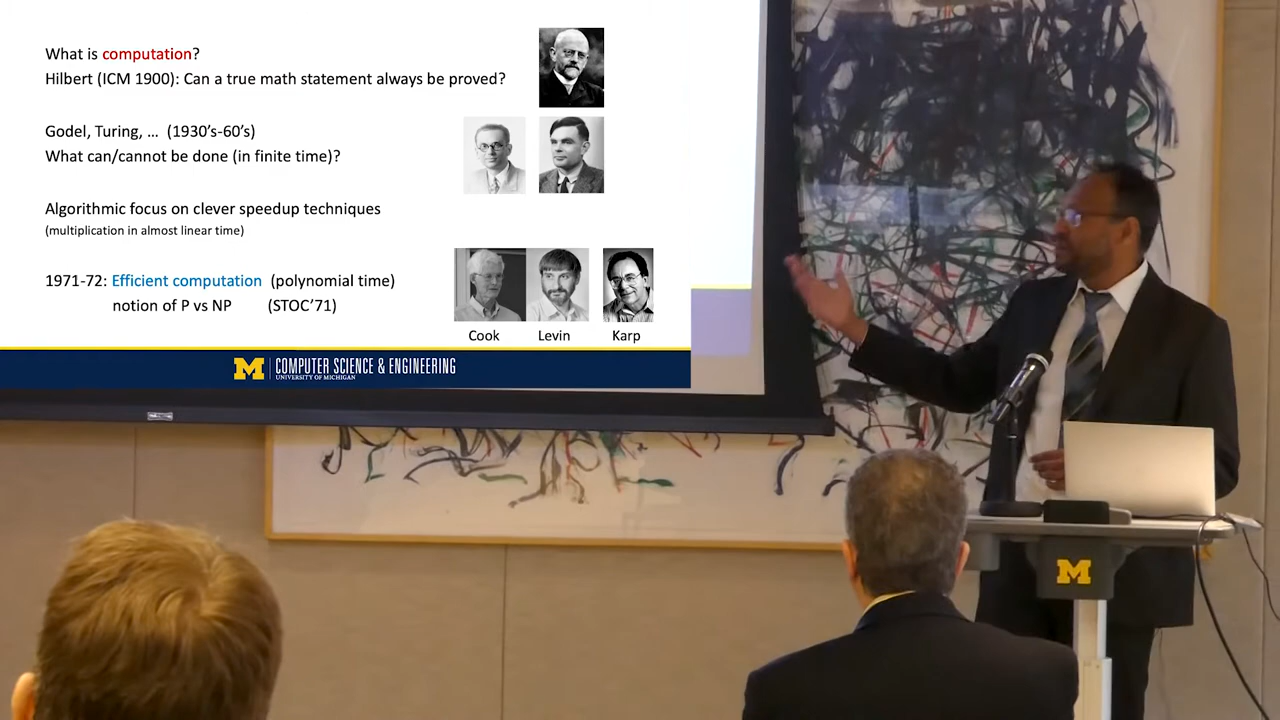 What is computation?
Hilbert (ICM 1900): Can a true math statement always be proved?
Godel, Turing, … (1930's-60's)
What can/cannot be done (in finite time)?
Algorithmic focus on clever speedup techniques
(multiplication in almost linear time)
1971-72: Efficient computation (polynomial time)
notion of P vs NP (STOC'71)
Cook Levin Karp
M COMPUTER SCIENCE & ENGINEERING
UNIVERSITY OF MICHIGAN
M